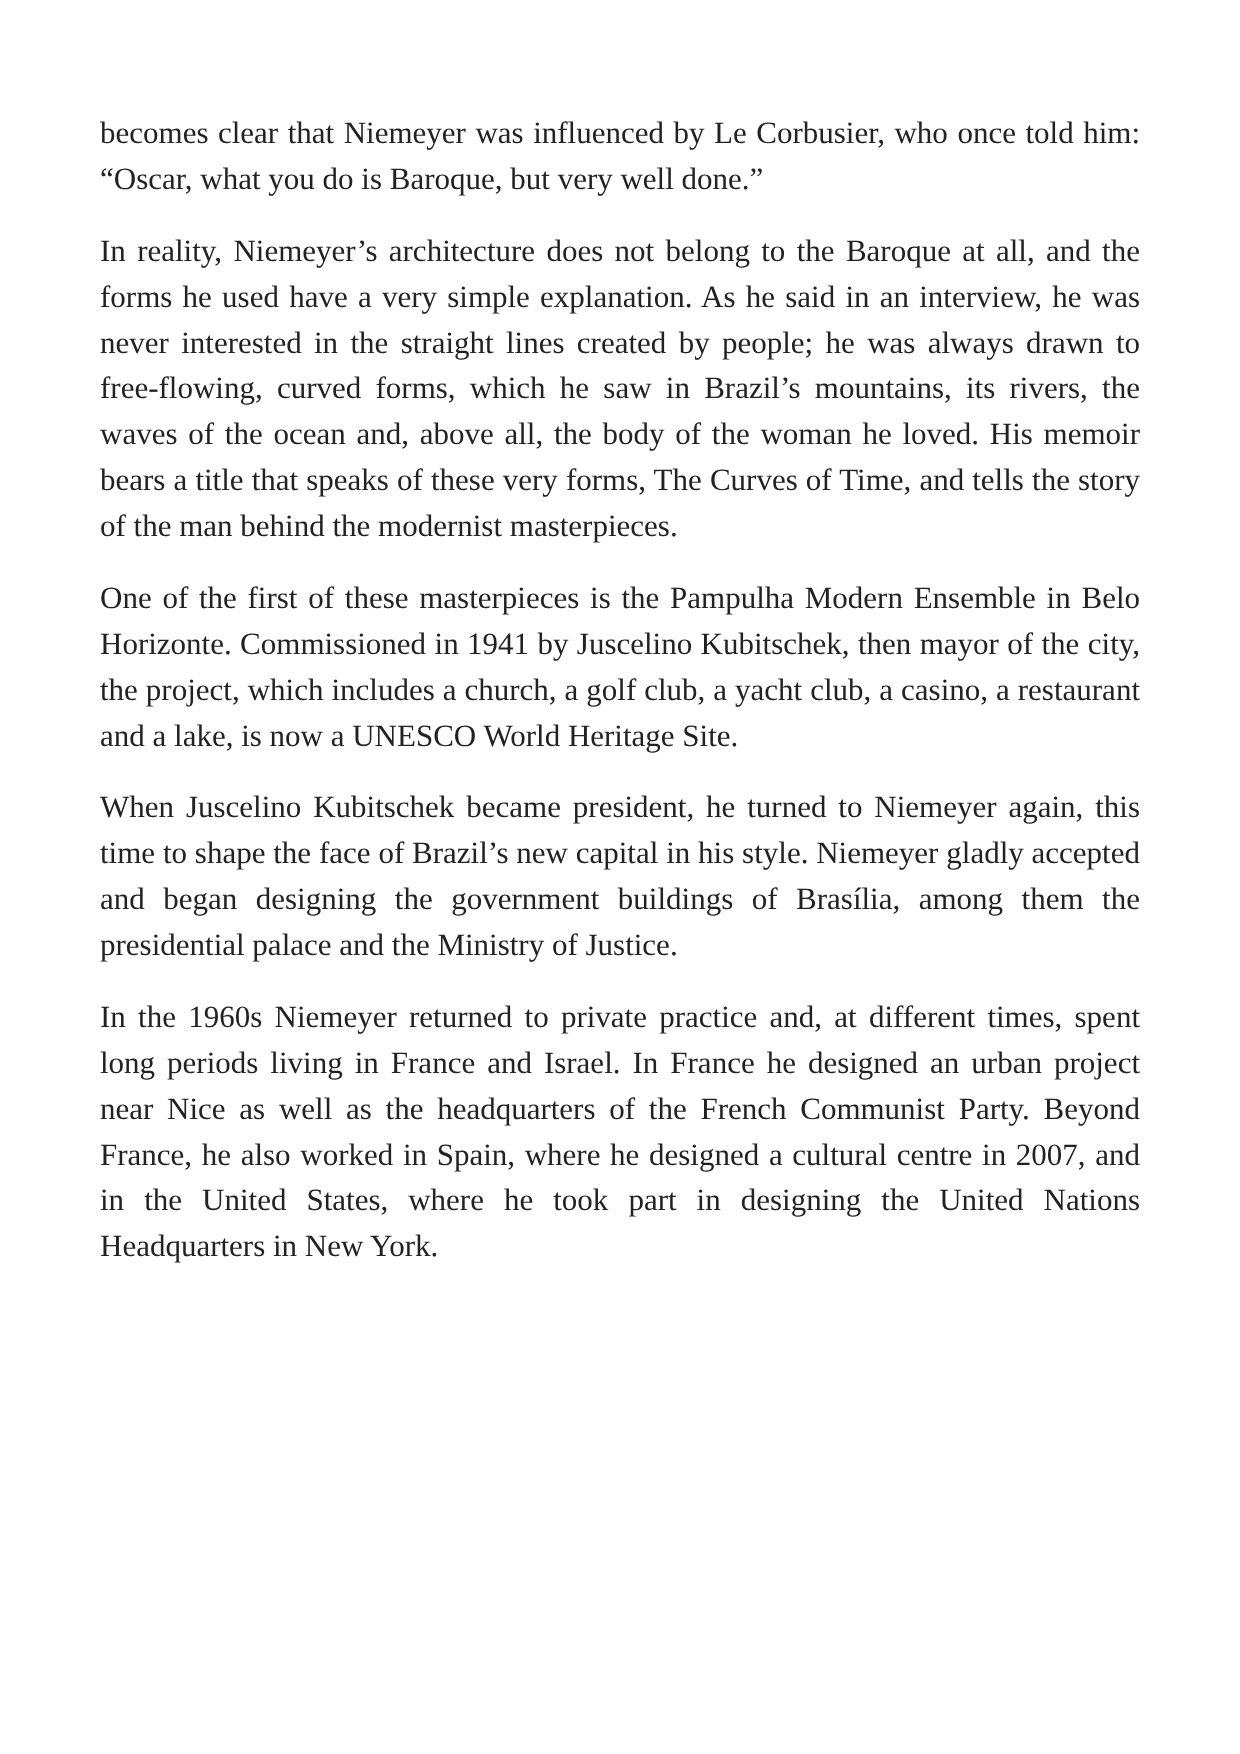 becomes clear that Niemeyer was influenced by Le Corbusier, who once told him:
“Oscar, what you do is Baroque, but very well done.”
In reality, Niemeyer’s architecture does not belong to the Baroque at all, and the
forms he used have a very simple explanation. As he said in an interview, he was
never interested in the straight lines created by people; he was always drawn to
free-flowing, curved forms, which he saw in Brazil’s mountains, its rivers, the
waves of the ocean and, above all, the body of the woman he loved. His memoir
bears a title that speaks of these very forms, The Curves of Time, and tells the story
of the man behind the modernist masterpieces.
One of the first of these masterpieces is the Pampulha Modern Ensemble in Belo
Horizonte. Commissioned in 1941 by Juscelino Kubitschek, then mayor of the city,
the project, which includes a church, a golf club, a yacht club, a casino, a restaurant
and a lake, is now a UNESCO World Heritage Site.
When Juscelino Kubitschek became president, he turned to Niemeyer again, this
time to shape the face of Brazil’s new capital in his style. Niemeyer gladly accepted
and began designing the government buildings of Brasília, among them the
presidential palace and the Ministry of Justice.
In the 1960s Niemeyer returned to private practice and, at different times, spent
long periods living in France and Israel. In France he designed an urban project
near Nice as well as the headquarters of the French Communist Party. Beyond
France, he also worked in Spain, where he designed a cultural centre in 2007, and
in the United States, where he took part in designing the United Nations
Headquarters in New York.